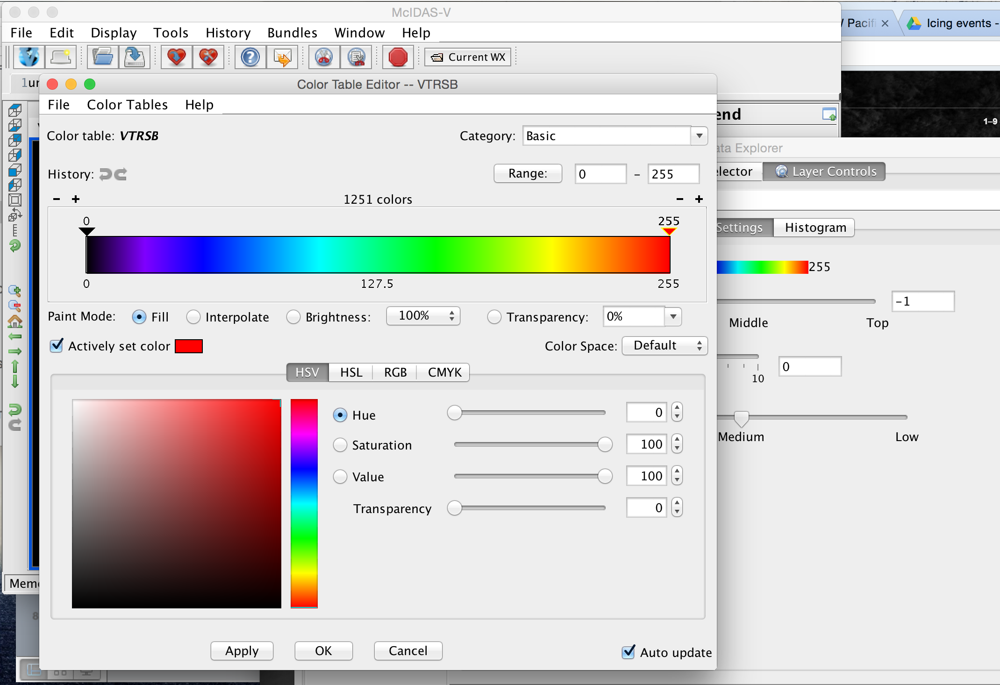 McIDAS-V
File Edit Display Tools History Bundles Window Help
Pacifi
Icing events -
Current WX
1ur
Color Table Editor -- VTRSB
File Color Tables Help
end
1–9
Color table: VTRSB
Category: Basic
ata Explorer
History:
Range: 0 – 255
elector
Layer Controls
- +
1251 colors
- +
0
255
Settings
Histogram
255
0
127.5
255
-1
Paint Mode: Fill Interpolate Brightness: 100% Transparency: 0%
Middle
Top
Actively set color
Color Space: Default
0
10
HSV HSL RGB CMYK
Hue 0
Saturation 100
Value 100
Transparency 0
Medium
Low
Mem
8
Apply
OK
Cancel
Auto update